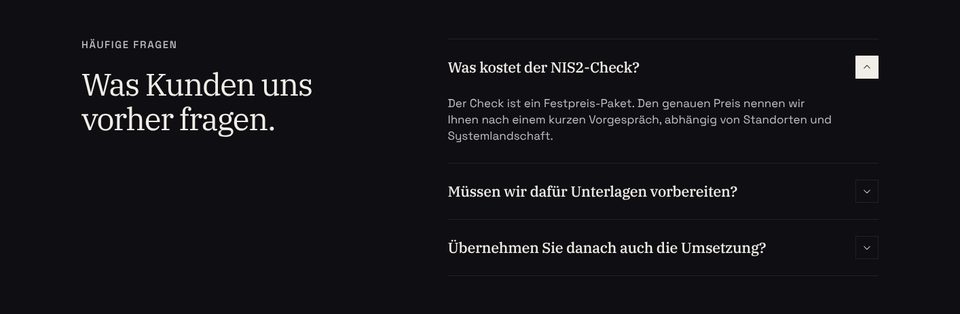 HÄUFIGE FRAGEN
Was Kunden uns
vorher fragen.
Was kostet der NIS2-Check?
Der Check ist ein Festpreis-Paket. Den genauen Preis nennen wir
Ihnen nach einem kurzen Vorgespräch, abhängig von Standorten und
Systemlandschaft.
Müssen wir dafür Unterlagen vorbereiten?
Übernehmen Sie danach auch die Umsetzung?